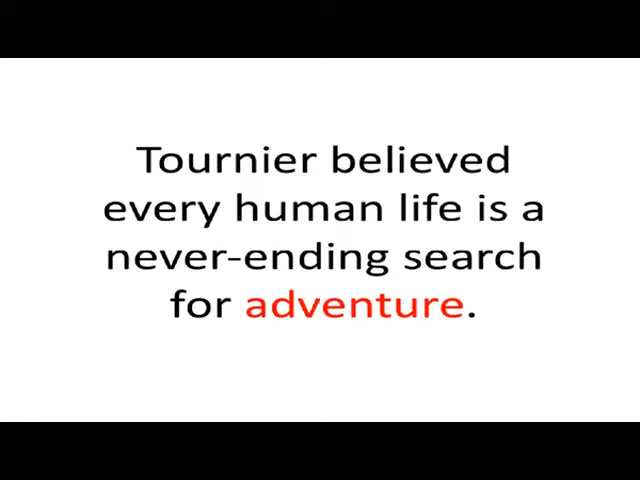 Tournier believed
every human life is a
never-ending search
for adventure.